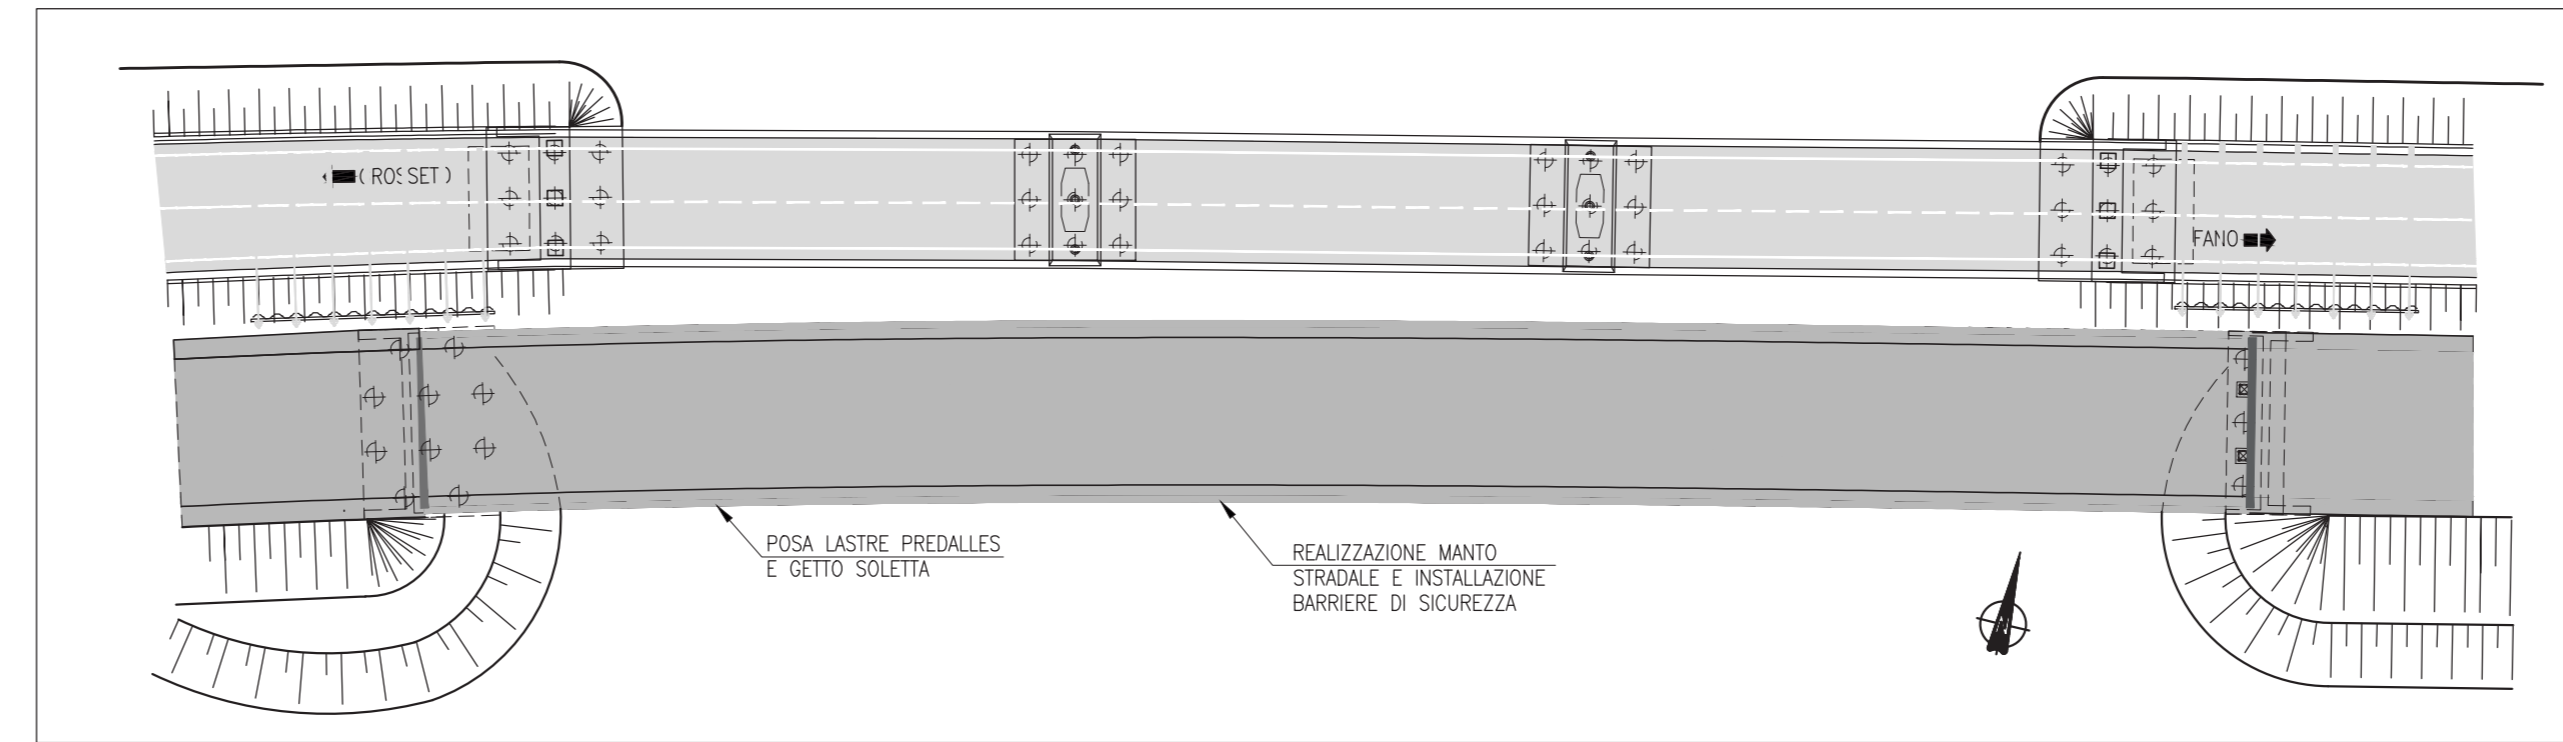 ( ROSSET )
FANO
POSA LASTRE PREDALLES
E GETTO SOLETTA
REALIZZAZIONE MANTO
STRADALE E INSTALLAZIONE
BARRIERE DI SICUREZZA